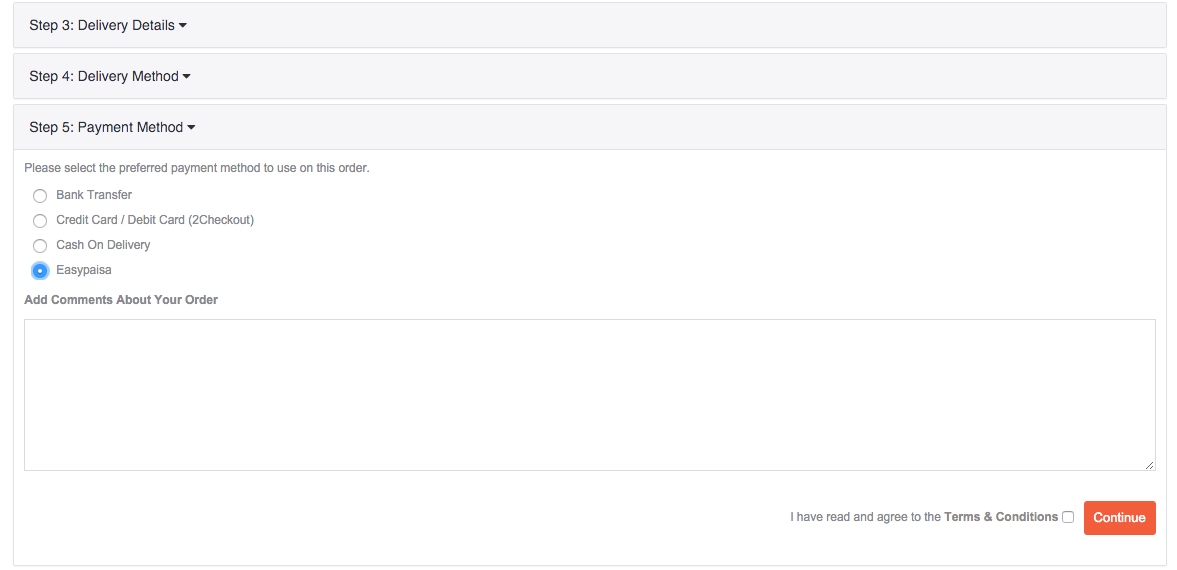 Step 3: Delivery Details
Step 4: Delivery Method
Step 5: Payment Method
Please select the preferred payment method to use on this order.
Bank Transfer
Credit Card / Debit Card (2Checkout)
Cash On Delivery
Easypaisa
Add Comments About Your Order
I have read and agree to the Terms & Conditions Continue